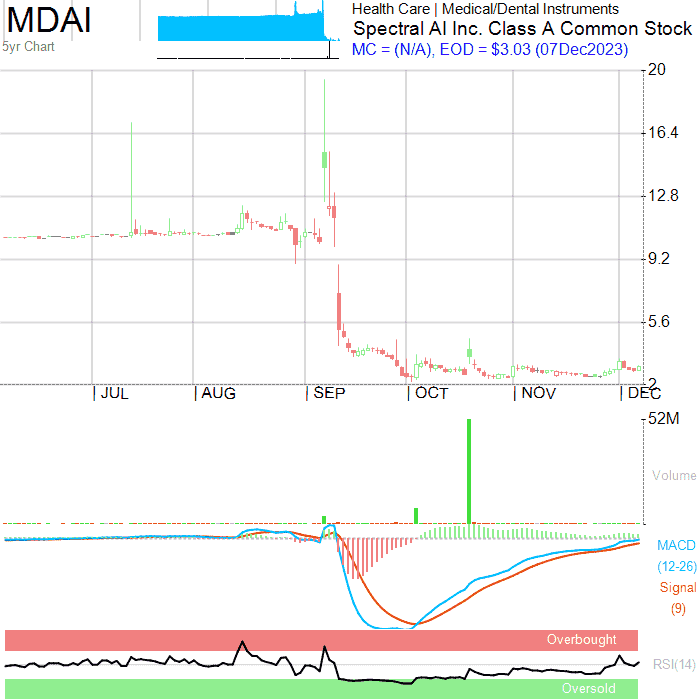 MDAI
5yr Chart
Health Care | Medical/Dental Instruments
Spectral AI Inc. Class A Common Stock
MC = (N/A), EOD = $3.03 (07Dec2023)
20
16.4
12.8
9.2
5.6
2
JUL
AUG
SEP
OCT
NOV
DEC
52M
Volume
MACD
(12-26)
Signal
(9)
Overbought
RSI(14)
Oversold